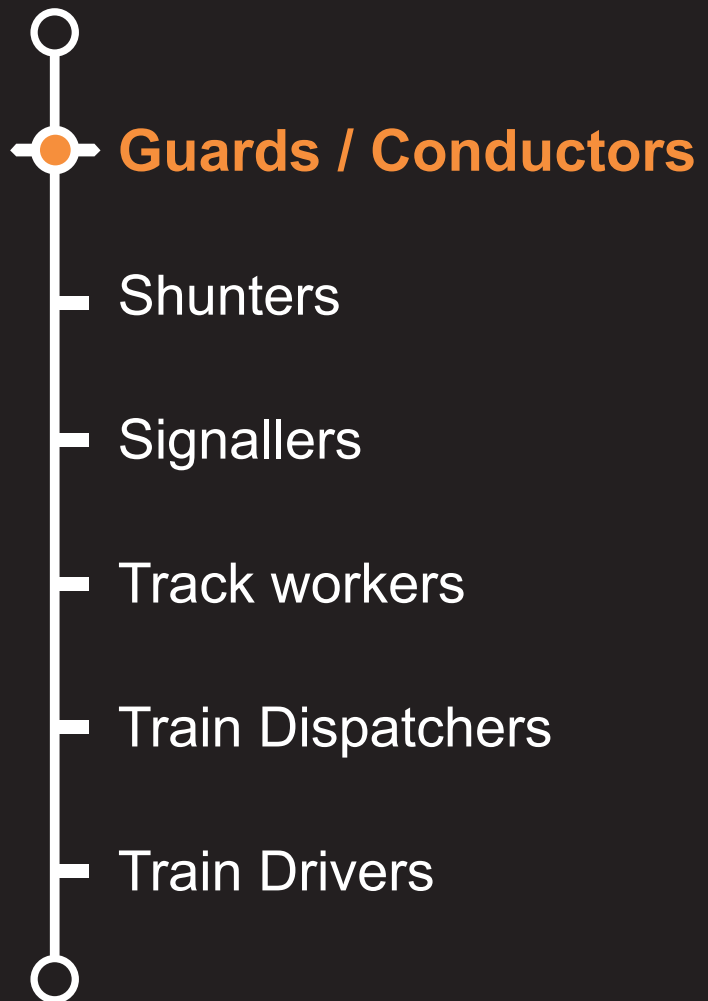 Guards / Conductors
Shunters
Signallers
Track workers
Train Dispatchers
Train Drivers